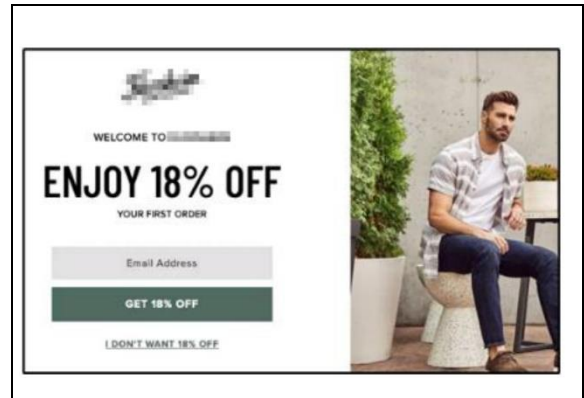 WELCOME TO
ENJOY 18% OFF
YOUR FIRST ORDER
Email Address
GET 18% OFF
I DON'T WANT 18% OFF